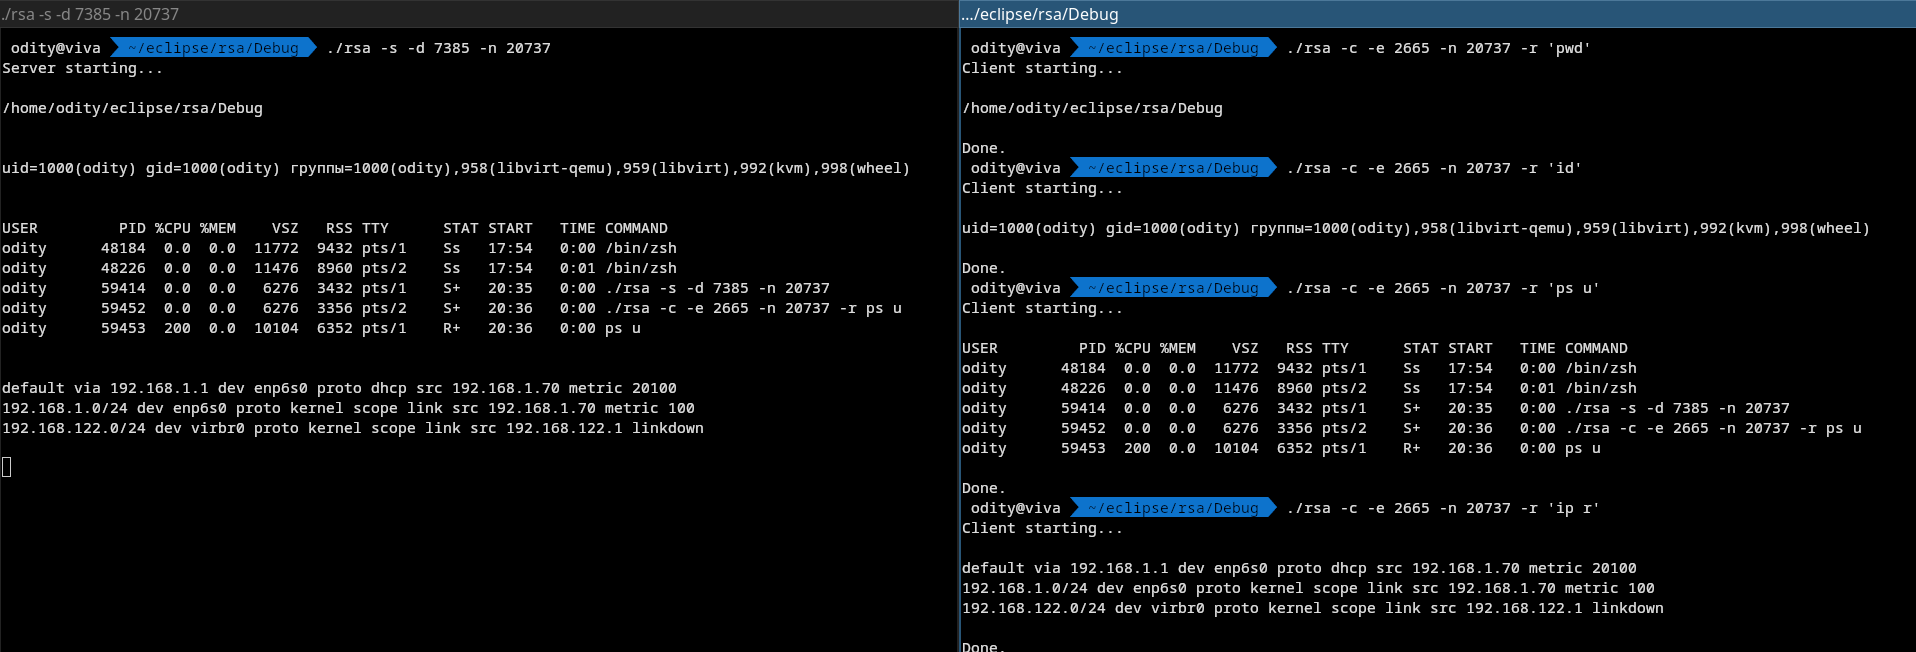 ./rsa -s -d 7385 -n 20737
odity@viva ~/eclipse/rsa/Debug ./rsa -s -d 7385 -n 20737
Server starting...
/home/odity/eclipse/rsa/Debug
uid=1000(odity) gid=1000(odity) группы=1000(odity),958(libvirt-qemu),959(libvirt),992(kvm),998(wheel)
USER PID %CPU %MEM VSZ RSS TTY STAT START TIME COMMAND
odity 48184 0.0 0.0 11772 9432 pts/1 Ss 17:54 0:00 /bin/zsh
odity 48226 0.0 0.0 11476 8960 pts/2 Ss 17:54 0:01 /bin/zsh
odity 59414 0.0 0.0 6276 3432 pts/1 S+ 20:35 0:00 ./rsa -s -d 7385 -n 20737
odity 59452 0.0 0.0 6276 3356 pts/2 S+ 20:36 0:00 ./rsa -c -e 2665 -n 20737 -r ps u
odity 59453 200 0.0 10104 6352 pts/1 R+ 20:36 0:00 ps u
default via 192.168.1.1 dev enp6s0 proto dhcp src 192.168.1.70 metric 20100
192.168.1.0/24 dev enp6s0 proto kernel scope link src 192.168.1.70 metric 100
192.168.122.0/24 dev virbr0 proto kernel scope link src 192.168.122.1 linkdown
.../eclipse/rsa/Debug
odity@viva ~/eclipse/rsa/Debug ./rsa -c -e 2665 -n 20737 -r 'pwd'
Client starting...
/home/odity/eclipse/rsa/Debug
Done.
odity@viva ~/eclipse/rsa/Debug ./rsa -c -e 2665 -n 20737 -r 'id'
Client starting...
uid=1000(odity) gid=1000(odity) группы=1000(odity),958(libvirt-qemu),959(libvirt),992(kvm),998(wheel)
Done.
odity@viva ~/eclipse/rsa/Debug ./rsa -c -e 2665 -n 20737 -r 'ps u'
Client starting...
USER PID %CPU %MEM VSZ RSS TTY STAT START TIME COMMAND
odity 48184 0.0 0.0 11772 9432 pts/1 Ss 17:54 0:00 /bin/zsh
odity 48226 0.0 0.0 11476 8960 pts/2 Ss 17:54 0:01 /bin/zsh
odity 59414 0.0 0.0 6276 3432 pts/1 S+ 20:35 0:00 ./rsa -s -d 7385 -n 20737
odity 59452 0.0 0.0 6276 3356 pts/2 S+ 20:36 0:00 ./rsa -c -e 2665 -n 20737 -r ps u
odity 59453 200 0.0 10104 6352 pts/1 R+ 20:36 0:00 ps u
Done.
odity@viva ~/eclipse/rsa/Debug ./rsa -c -e 2665 -n 20737 -r 'ip r'
Client starting...
default via 192.168.1.1 dev enp6s0 proto dhcp src 192.168.1.70 metric 20100
192.168.1.0/24 dev enp6s0 proto kernel scope link src 192.168.1.70 metric 100
192.168.122.0/24 dev virbr0 proto kernel scope link src 192.168.122.1 linkdown
Done.